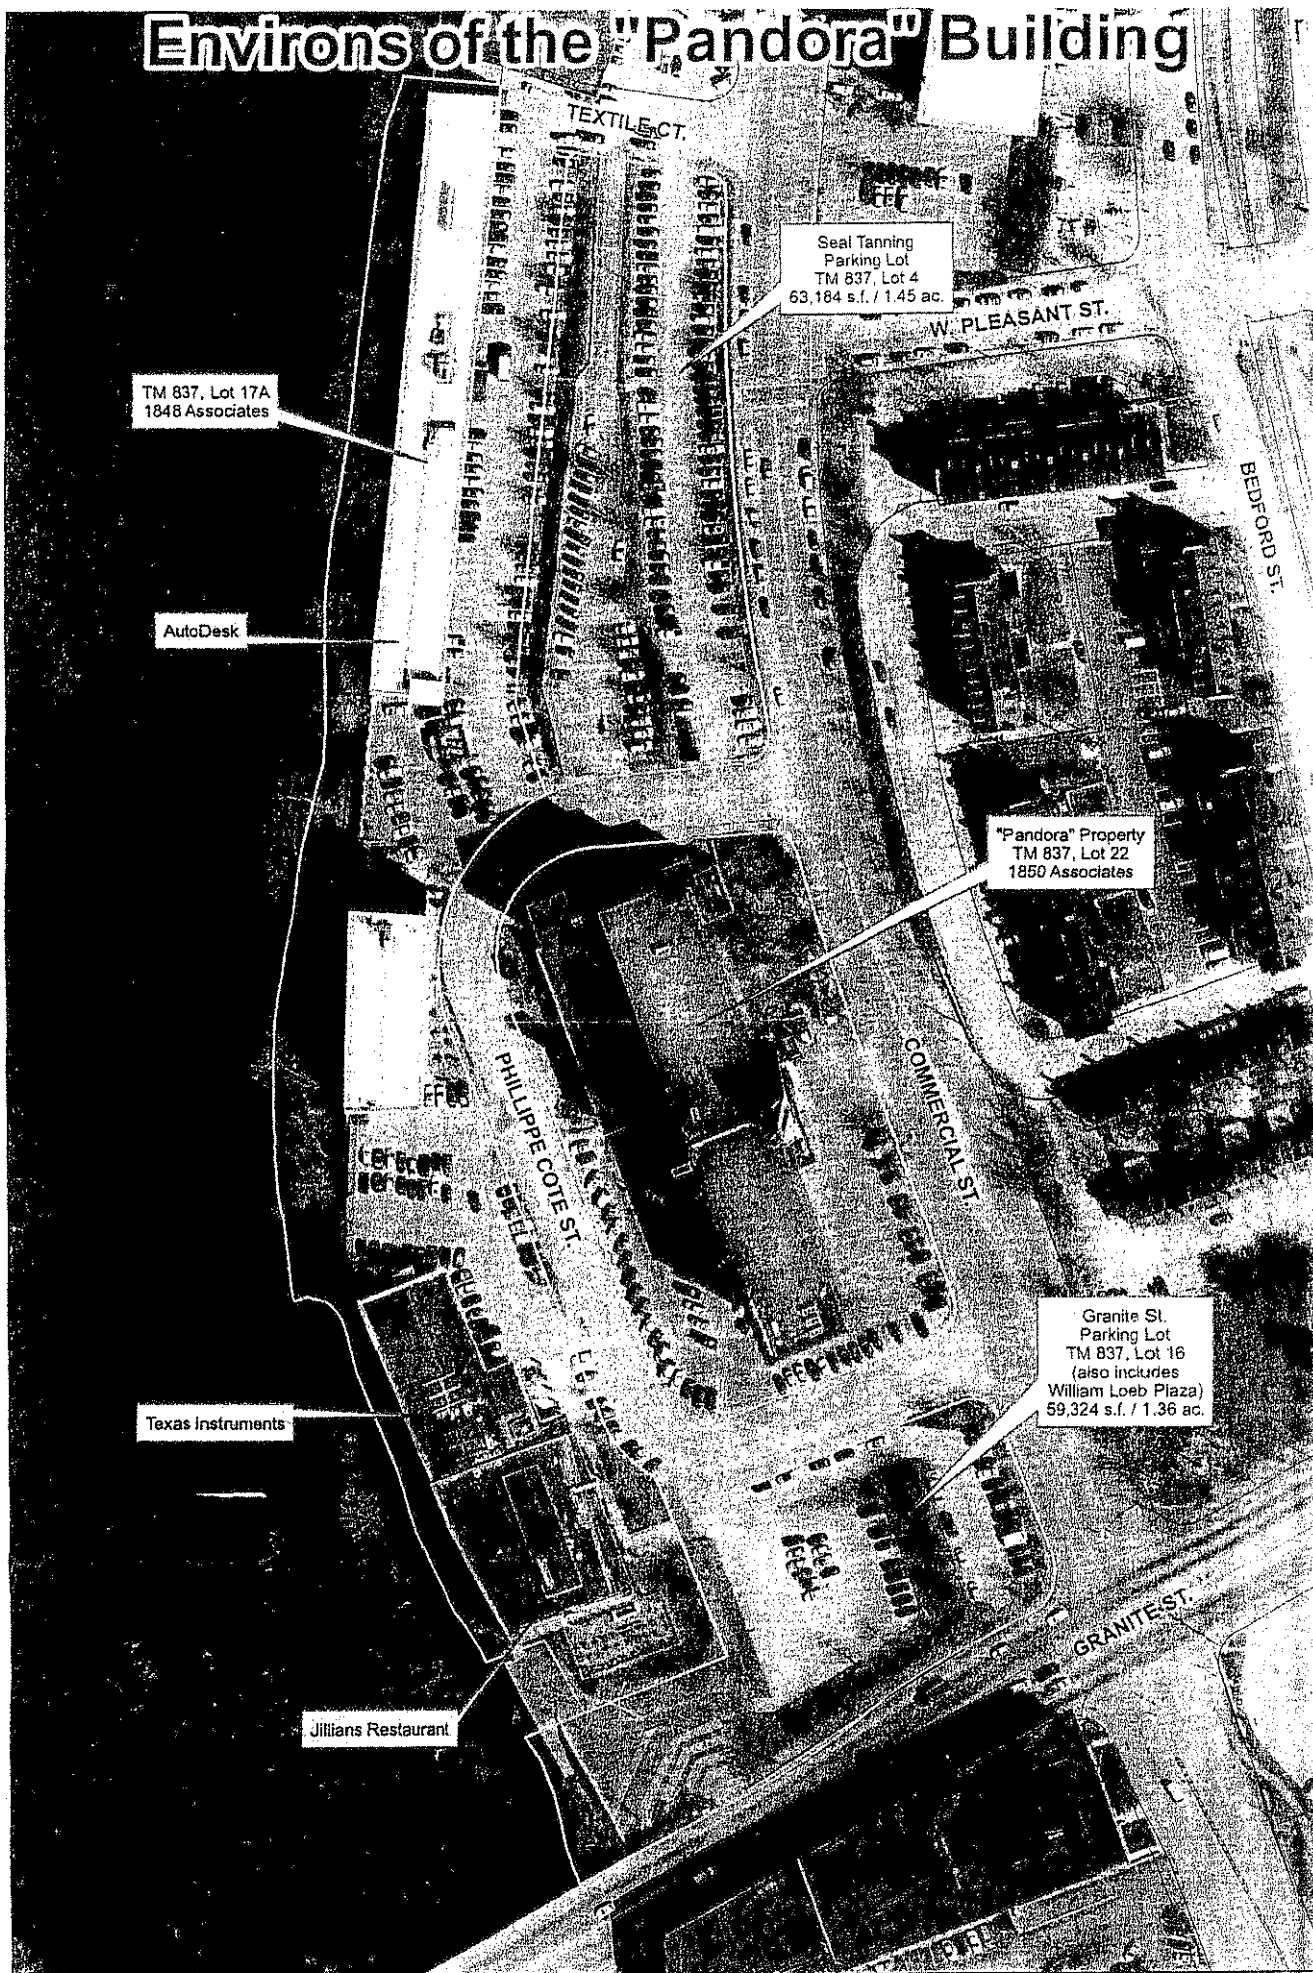 Environs of the "Pandora" Building
TEXTILE CT.
Seal Tanning
Parking Lot
TM 837, Lot 4
63,184 s.f. / 1.45 ac.
W. PLEASANT ST.
TM 837, Lot 17A
1848 Associates
BEDFORD ST.
AutoDesk
"Pandora" Property
TM 837, Lot 22
1850 Associates
PHILLIPPE COTE ST.
COMMERCIAL ST
Granite St.
Parking Lot
TM 837, Lot 16
(also includes
William Loeb Plaza)
59,324 s.f. / 1.36 ac.
Texas Instruments
GRANITE ST.
Jillians Restaurant